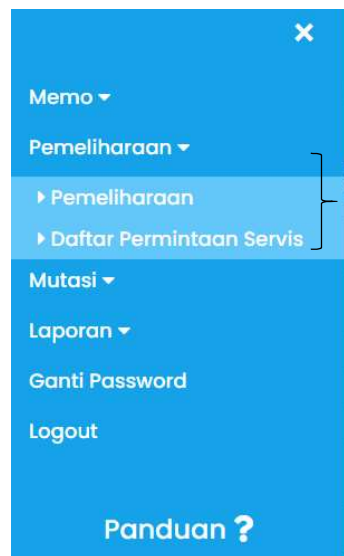 Memo
Pemeliharaan
Pemeliharaan
Daftar Permintaan Servis
Mutasi
Laporan
Ganti Password
Logout
Panduan ?